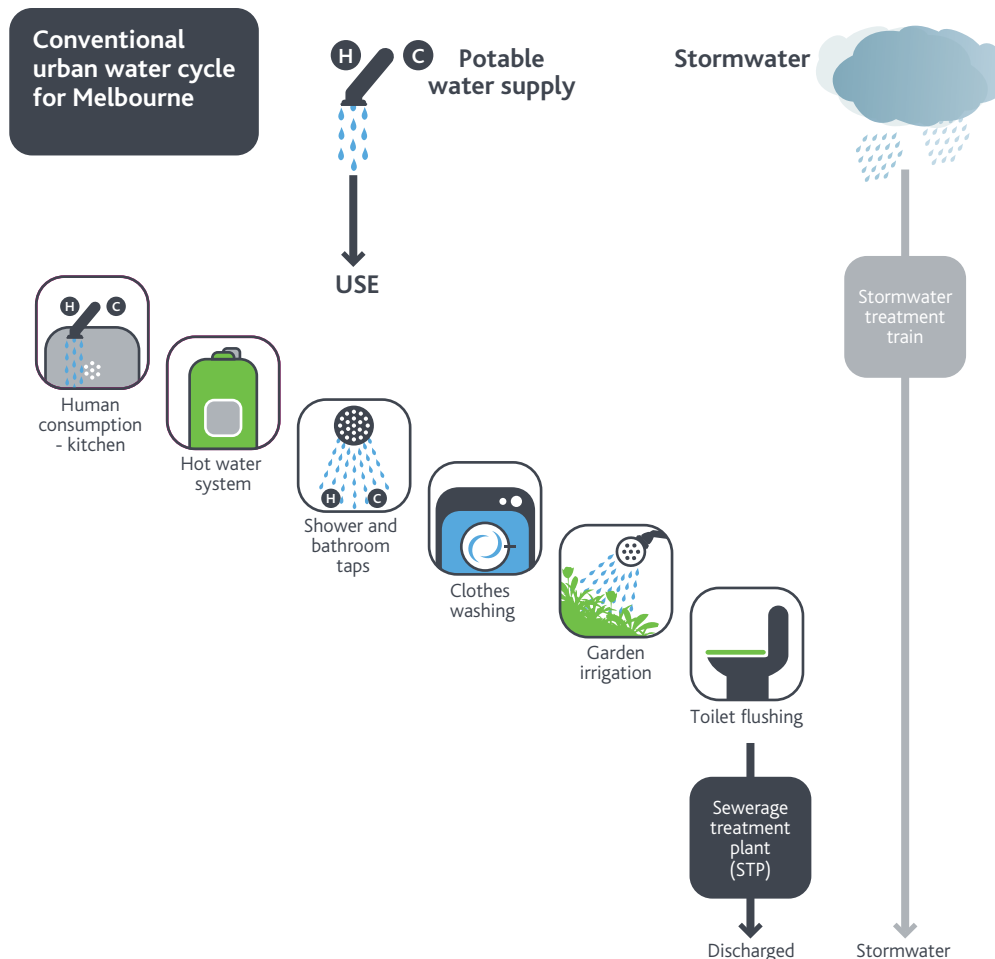 Conventional
urban water cycle
for Melbourne
H
C
Potable
water supply
Stormwater
USE
Stormwater
treatment
train
H
C
Human
consumption
- kitchen
Hot water
system
H
C
Shower and
bathroom
taps
Clothes
washing
Garden
irrigation
Toilet flushing
Sewerage
treatment
plant
(STP)
Discharged
Stormwater